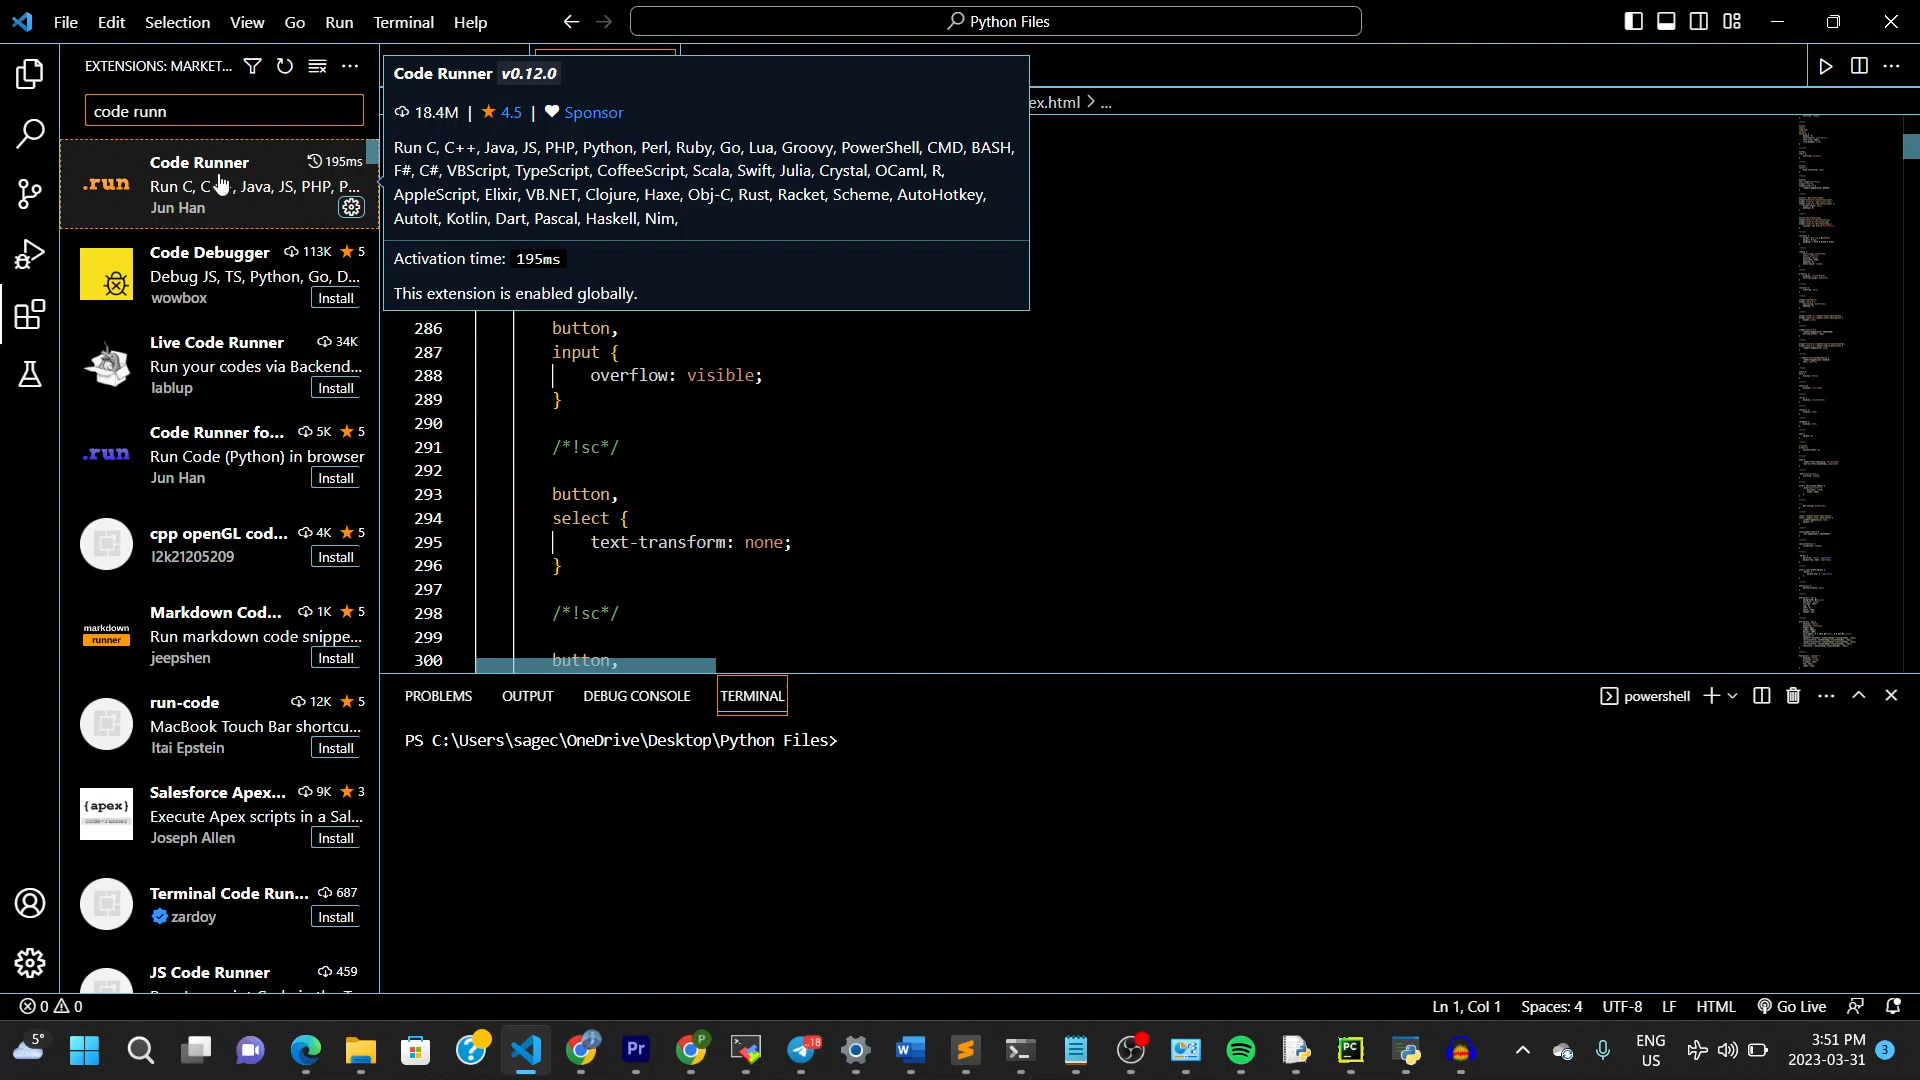 File Edit Selection View Go Run Terminal Help
Python Files
EXTENSIONS: MARKET...
code runn
Code Runner 195ms
.run
Run C, C++, Java, JS, PHP, P...
Jun Han
Code Debugger 113K 5
Debug JS, TS, Python, Go, D...
wowbox Install
Live Code Runner 34K
Run your codes via Backend...
lablup Install
Code Runner fo... 5K 5
.run
Run Code (Python) in browser
Jun Han Install
cpp openGL cod... 4K 5
l2k21205209 Install
Markdown Cod... 1K 5
markdown
runner
Run markdown code snippe...
jeepshen Install
run-code 12K 5
MacBook Touch Bar shortcu...
Itai Epstein Install
Salesforce Apex... 9K 3
{apex}
code-runner
Execute Apex scripts in a Sal...
Joseph Allen Install
Terminal Code Run... 687
zardoy Install
JS Code Runner 459
Code Runner v0.12.0
18.4M | 4.5 | Sponsor
Run C, C++, Java, JS, PHP, Python, Perl, Ruby, Go, Lua, Groovy, PowerShell, CMD, BASH,
F#, C#, VBScript, TypeScript, CoffeeScript, Scala, Swift, Julia, Crystal, OCaml, R,
AppleScript, Elixir, VB.NET, Clojure, Haxe, Obj-C, Rust, Racket, Scheme, AutoHotkey,
AutoIt, Kotlin, Dart, Pascal, Haskell, Nim,
Activation time: 195ms
This extension is enabled globally.
ex.html > ...
286 button,
287 input {
288 overflow: visible;
289 }
290
291 /*!sc*/
292
293 button,
294 select {
295 text-transform: none;
296 }
297
298 /*!sc*/
299
300 button,
PROBLEMS OUTPUT DEBUG CONSOLE TERMINAL
powershell
PS C:\Users\sagec\OneDrive\Desktop\Python Files>
0 0
Ln 1, Col 1 Spaces: 4 UTF-8 LF HTML Go Live
5°
Pr
P
18
PC
ENG
US
3:51 PM
2023-03-31
3